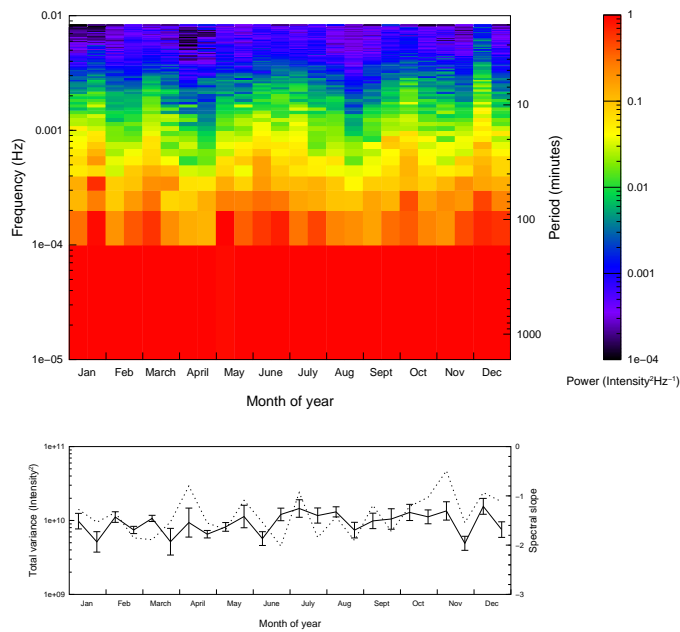 0.01
0.001
1e−04
1e−05
Frequency (Hz)
10
100
1000
Period (minutes)
Jan Feb March April May June July Aug Sept Oct Nov Dec
Month of year
1
0.1
0.01
0.001
1e−04
Power (Intensity²Hz⁻¹)
1e+11
1e+10
1e+09
Total variance (Intensity²)
0
−1
−2
−3
Spectral slope
Jan Feb March April May June July Aug Sept Oct Nov Dec
Month of year